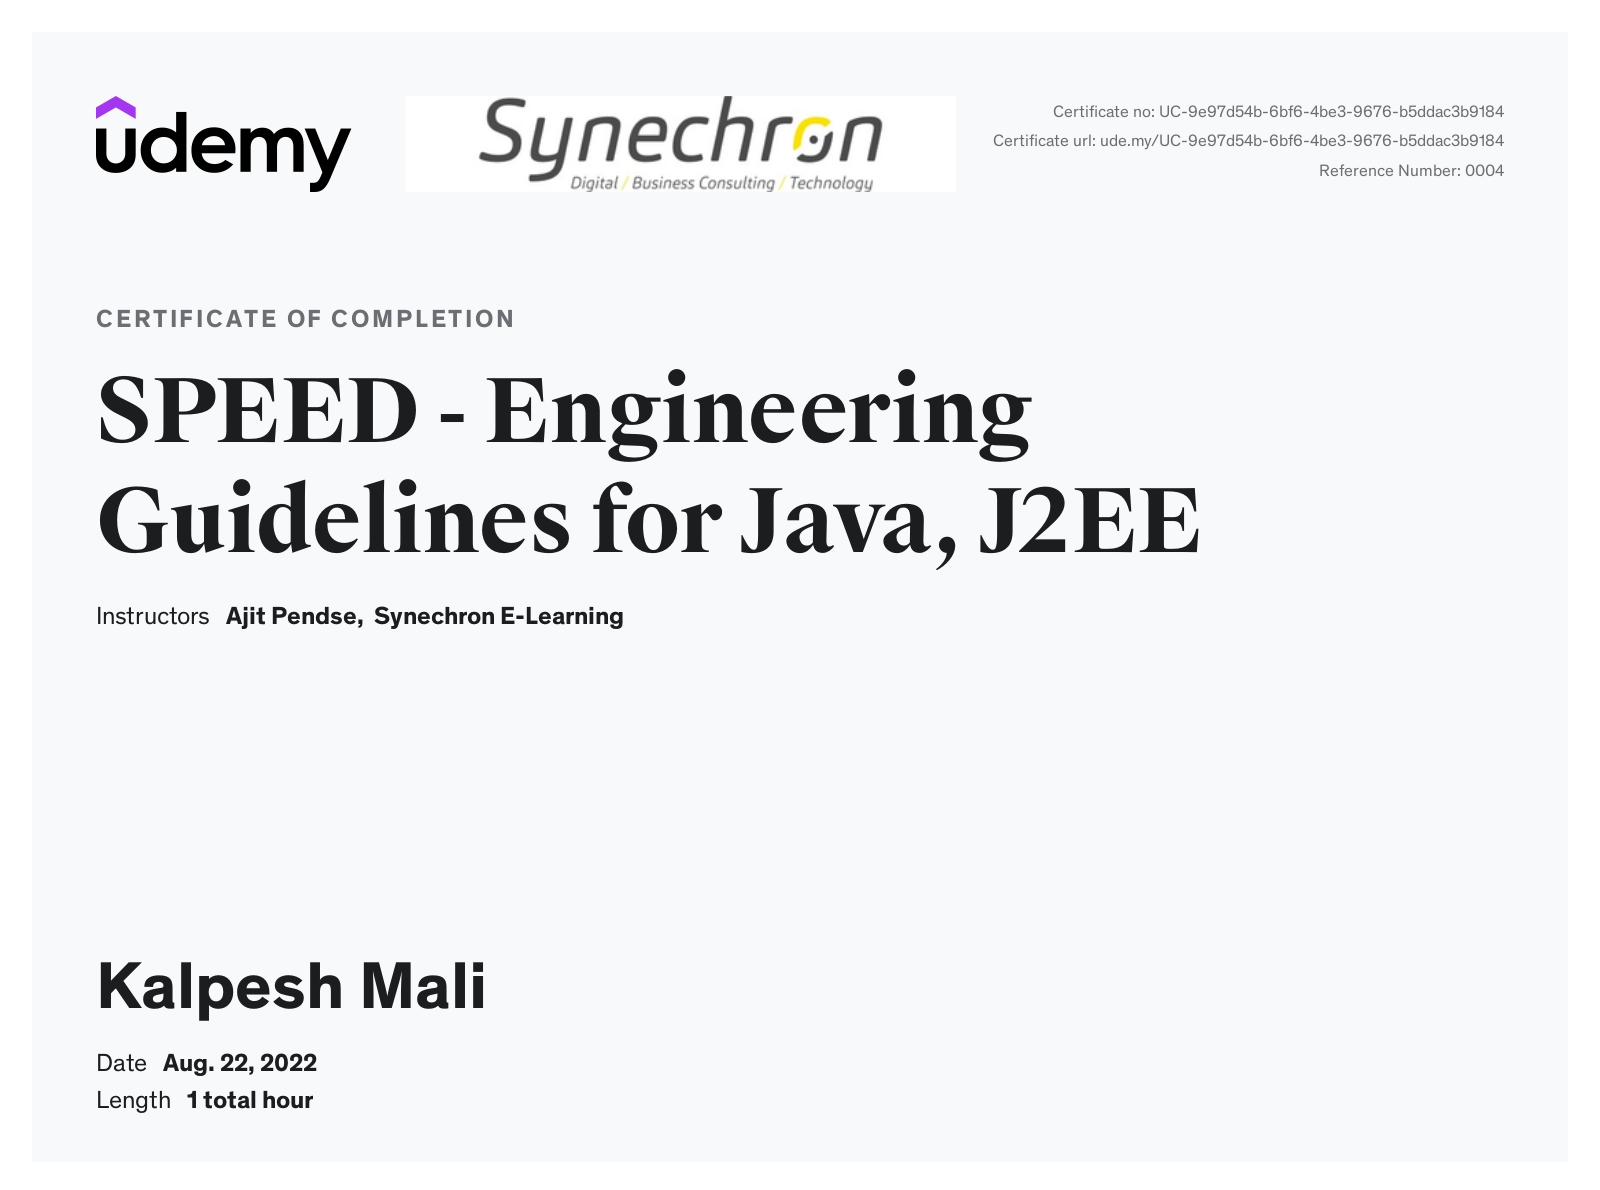 udemy
Synechron
Digital / Business Consulting / Technology
Certificate no: UC-9e97d54b-6bf6-4be3-9676-b5ddac3b9184
Certificate url: ude.my/UC-9e97d54b-6bf6-4be3-9676-b5ddac3b9184
Reference Number: 0004
CERTIFICATE OF COMPLETION
SPEED - Engineering
Guidelines for Java, J2EE
Instructors Ajit Pendse, Synechron E-Learning
Kalpesh Mali
Date Aug. 22, 2022
Length 1 total hour